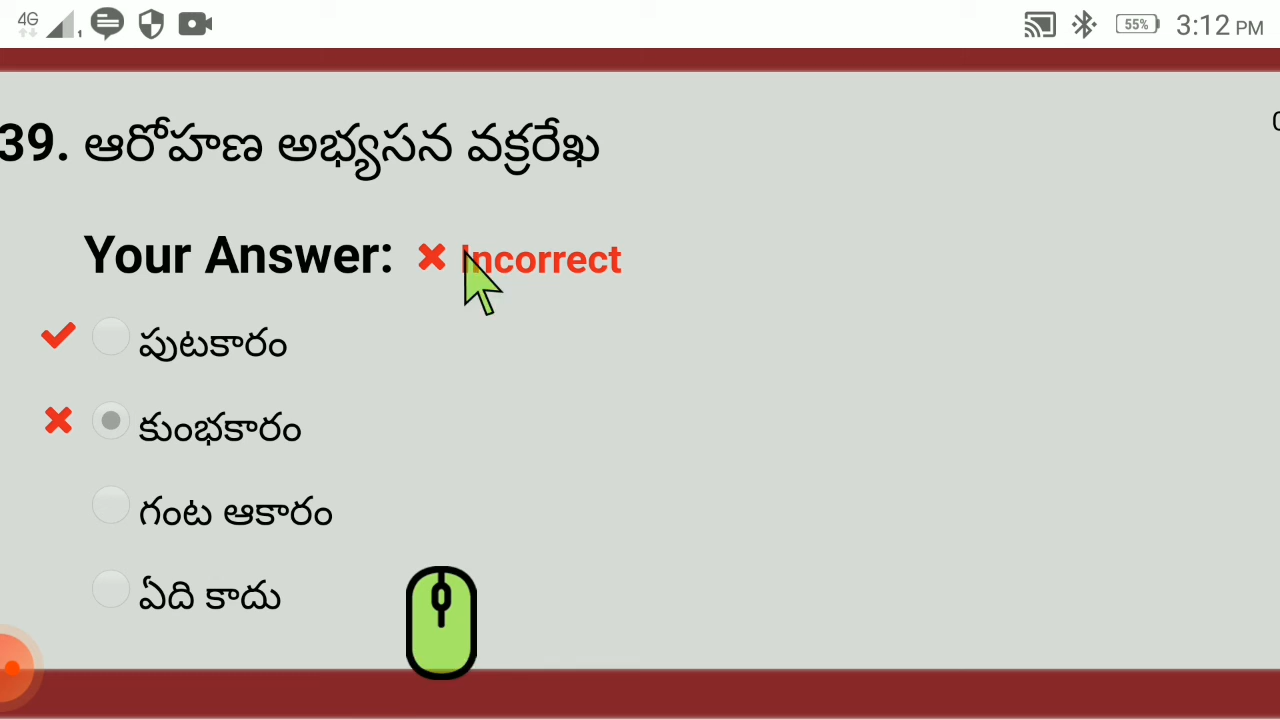 4G 1 55% 3:12 PM
39. ఆరోహణ అభ్యసన వక్రరేఖ
Your Answer: Incorrect
పుటకారం
కుంభకారం
గంట ఆకారం
ఏది కాదు